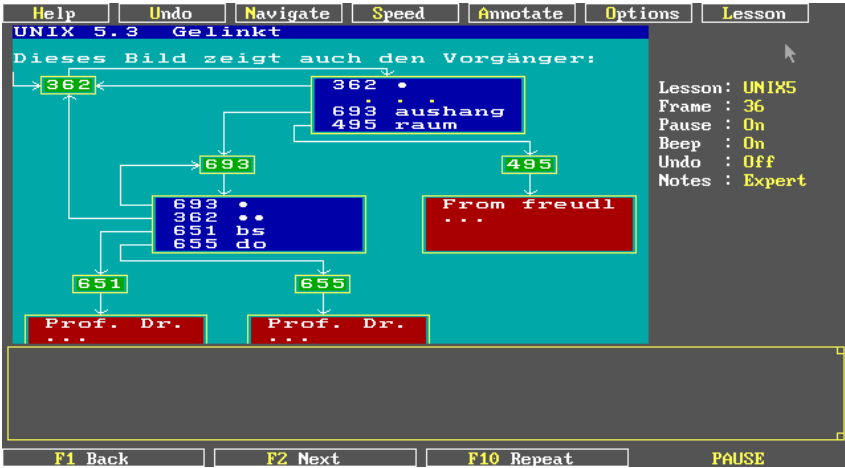 Help Undo Navigate Speed Annotate Options Lesson
UNIX 5.3 Gelinkt
Dieses Bild zeigt auch den Vorgänger:
362
362 •
. . .
693 aushang
495 raum
693
495
693 •
362 ••
651 bs
655 do
From freudl
...
651
655
Prof. Dr.
...
Prof. Dr.
...
Lesson: UNIX5
Frame : 36
Pause : On
Beep : On
Undo : Off
Notes : Expert
F1 Back F2 Next F10 Repeat PAUSE